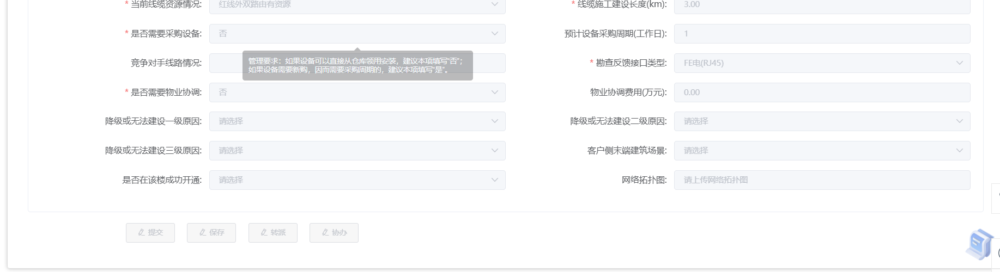 * 当前线缆资源情况: 红线外双路由有资源 * 线缆施工建设长度(km): 3.00
* 是否需要采购设备: 否 预计设备采购周期(工作日): 1
竞争对手线路情况: * 勘查反馈接口类型: FE电(RJ45)
管理要求：如果设备可以直接从仓库领用安装，建议本项填写“否”；
如果设备需要新购，因而需要采购周期的，建议本项填写“是”。
* 是否需要物业协调: 否 物业协调费用(万元): 0.00
降级或无法建设一级原因: 请选择 降级或无法建设二级原因: 请选择
降级或无法建设三级原因: 请选择 客户侧末端建筑场景: 请选择
是否在该楼成功开通: 请选择 网络拓扑图: 请上传网络拓扑图
提交 保存 转派 协办